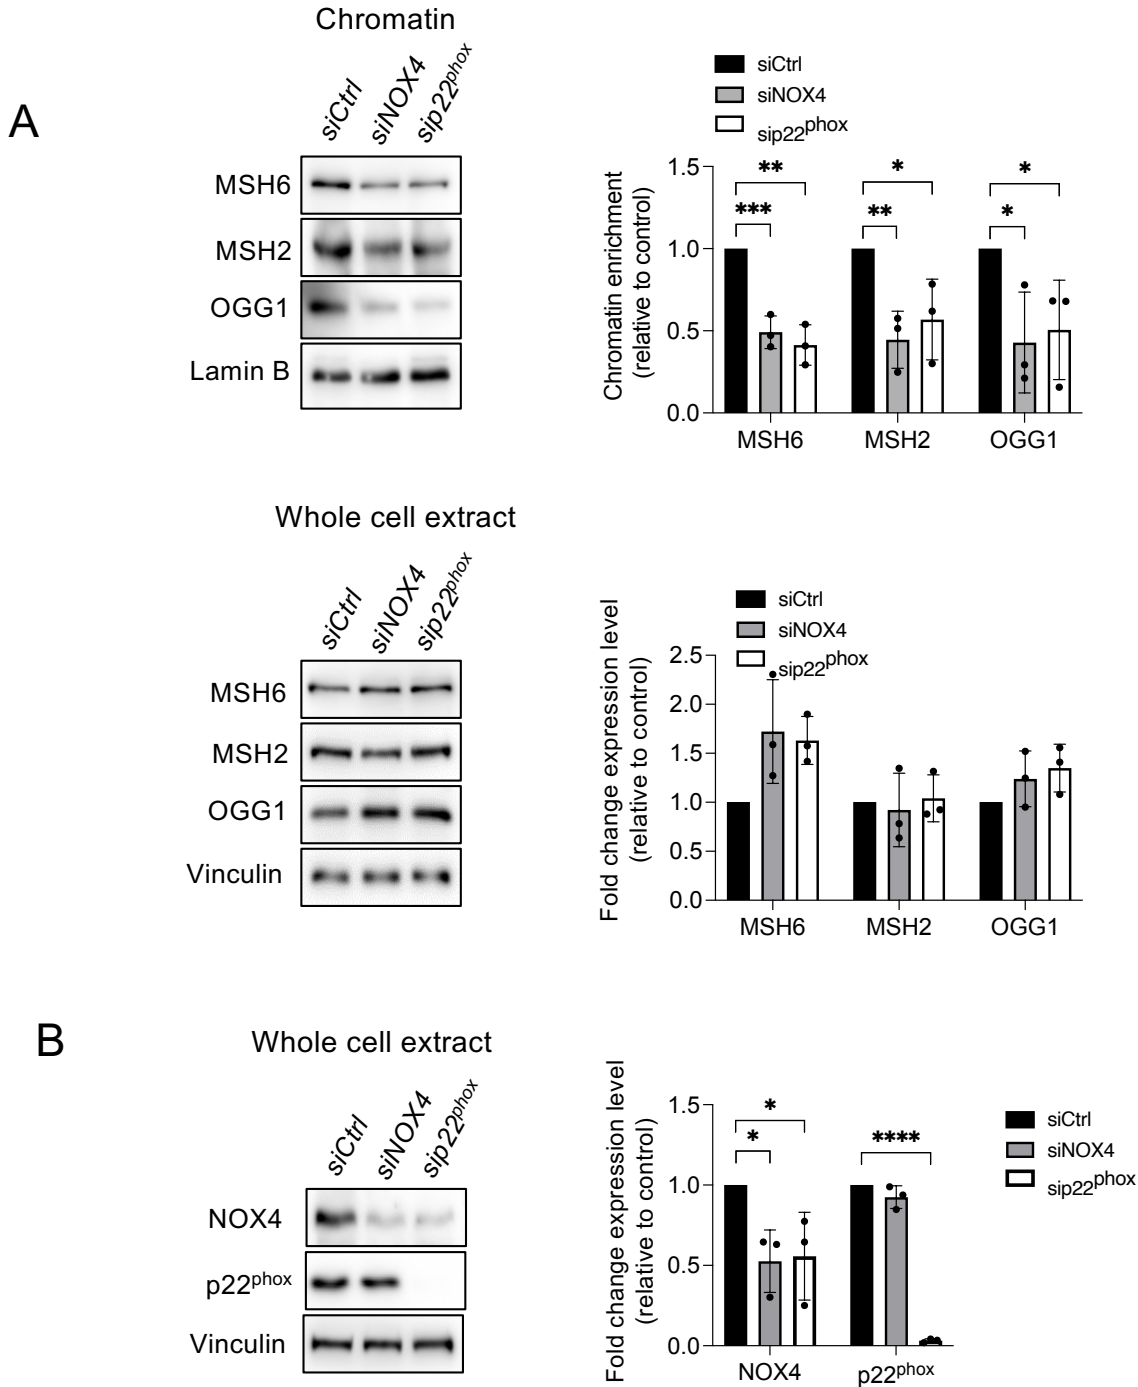 Chromatin
A
siCtrl
siNOX4
sip22phox
MSH6
MSH2
OGG1
Lamin B
siCtrl
siNOX4
sip22phox
Chromatin enrichment
(relative to control)
1.5
1.0
0.5
0.0
** * *
*** ** *
MSH6 MSH2 OGG1
Whole cell extract
siCtrl
siNOX4
sip22phox
MSH6
MSH2
OGG1
Vinculin
siCtrl
siNOX4
sip22phox
Fold change expression level
(relative to control)
2.5
2.0
1.5
1.0
0.5
0.0
MSH6 MSH2 OGG1
B
Whole cell extract
siCtrl
siNOX4
sip22phox
NOX4
p22phox
Vinculin
Fold change expression level
(relative to control)
1.5
1.0
0.5
0.0
*
* ****
NOX4 p22phox
siCtrl
siNOX4
sip22phox